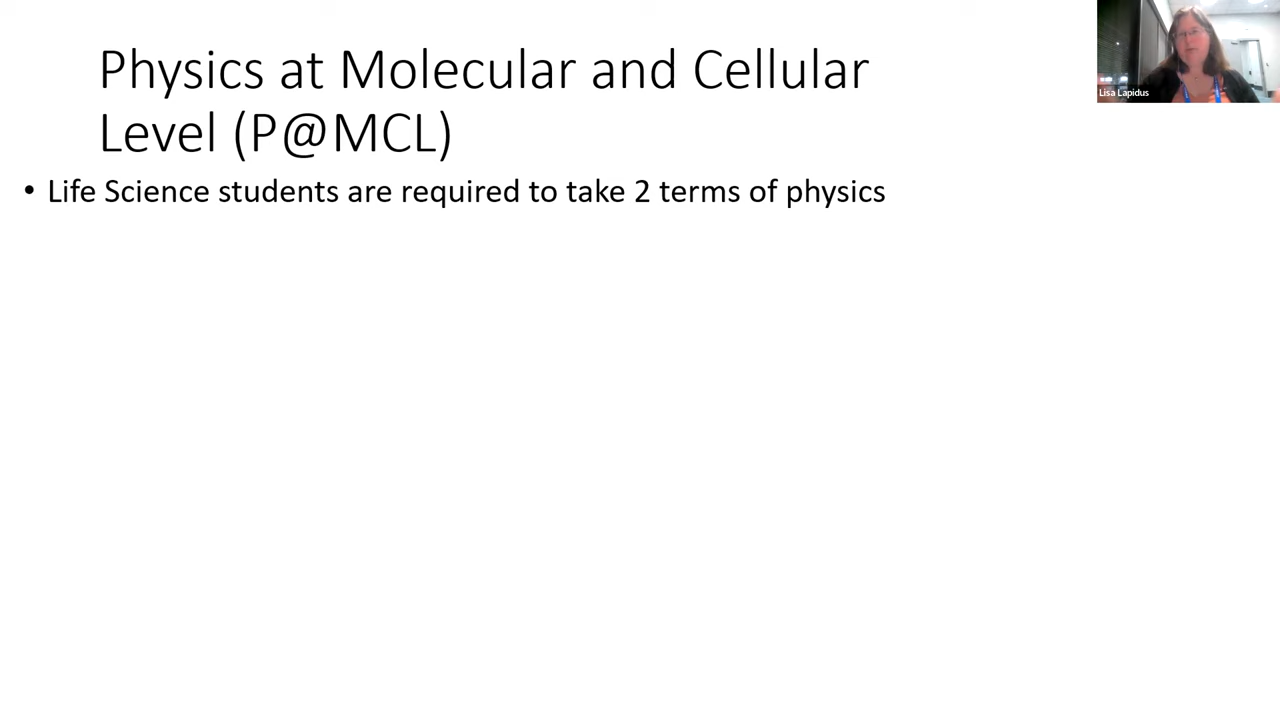 Physics at Molecular and Cellular
Level (P@MCL)
• Life Science students are required to take 2 terms of physics
Lisa Lapidus